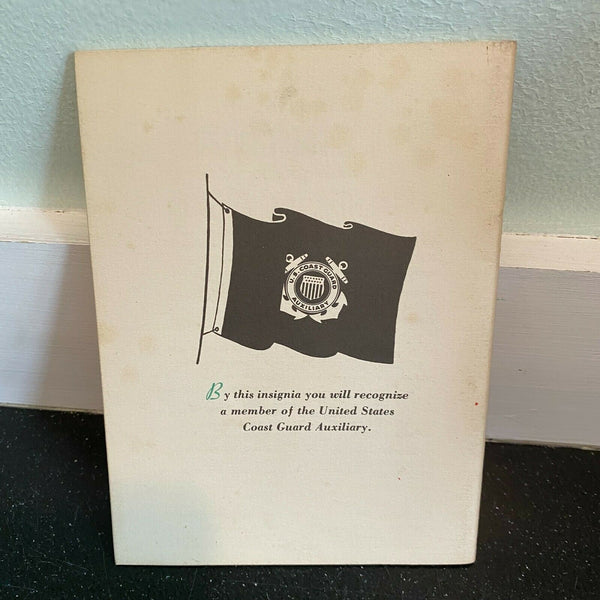 U.S. COAST GUARD
AUXILIARY
By this insignia you will recognize
a member of the United States
Coast Guard Auxiliary.